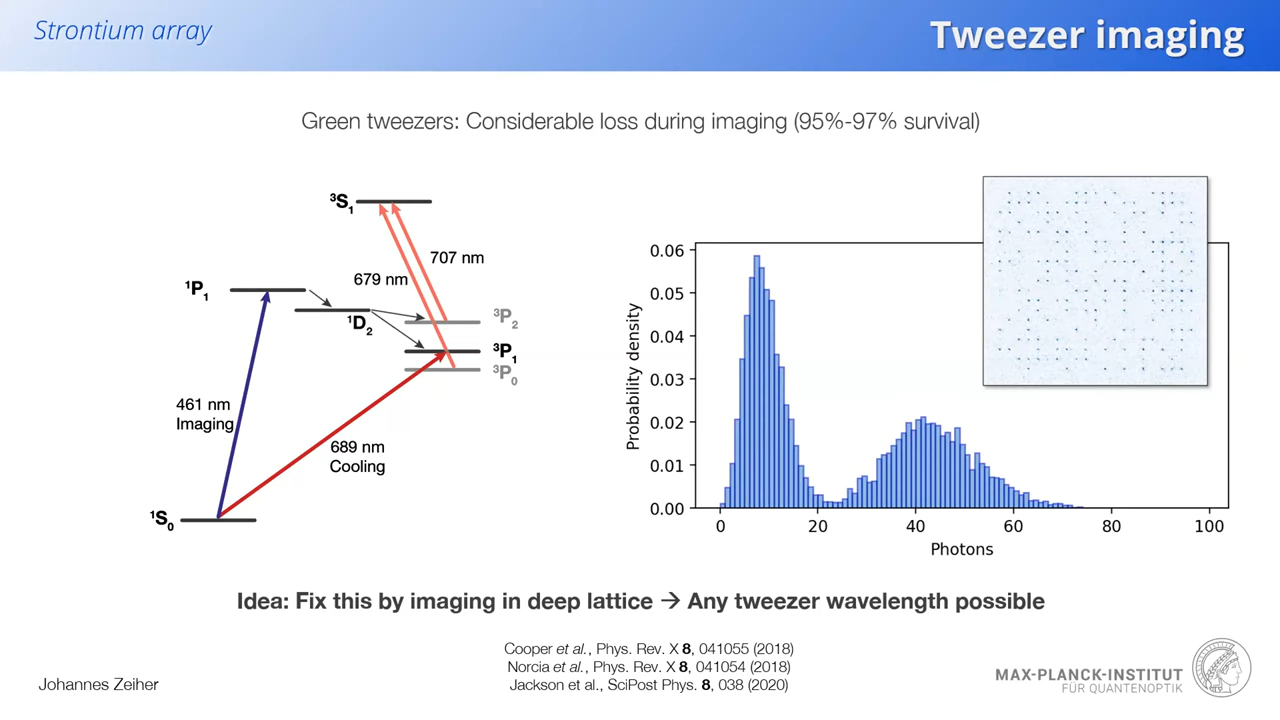 Strontium array
Tweezer imaging
Green tweezers: Considerable loss during imaging (95%-97% survival)
³S₁
707 nm
679 nm
¹P₁
¹D₂
³P₂
³P₁
³P₀
461 nm
Imaging
689 nm
Cooling
¹S₀
Probability density
0.06
0.05
0.04
0.03
0.02
0.01
0.00
0 20 40 60 80 100
Photons
Idea: Fix this by imaging in deep lattice → Any tweezer wavelength possible
Cooper et al., Phys. Rev. X 8, 041055 (2018)
Norcia et al., Phys. Rev. X 8, 041054 (2018)
Jackson et al., SciPost Phys. 8, 038 (2020)
Johannes Zeiher
MAX-PLANCK-INSTITUT
FÜR QUANTENOPTIK